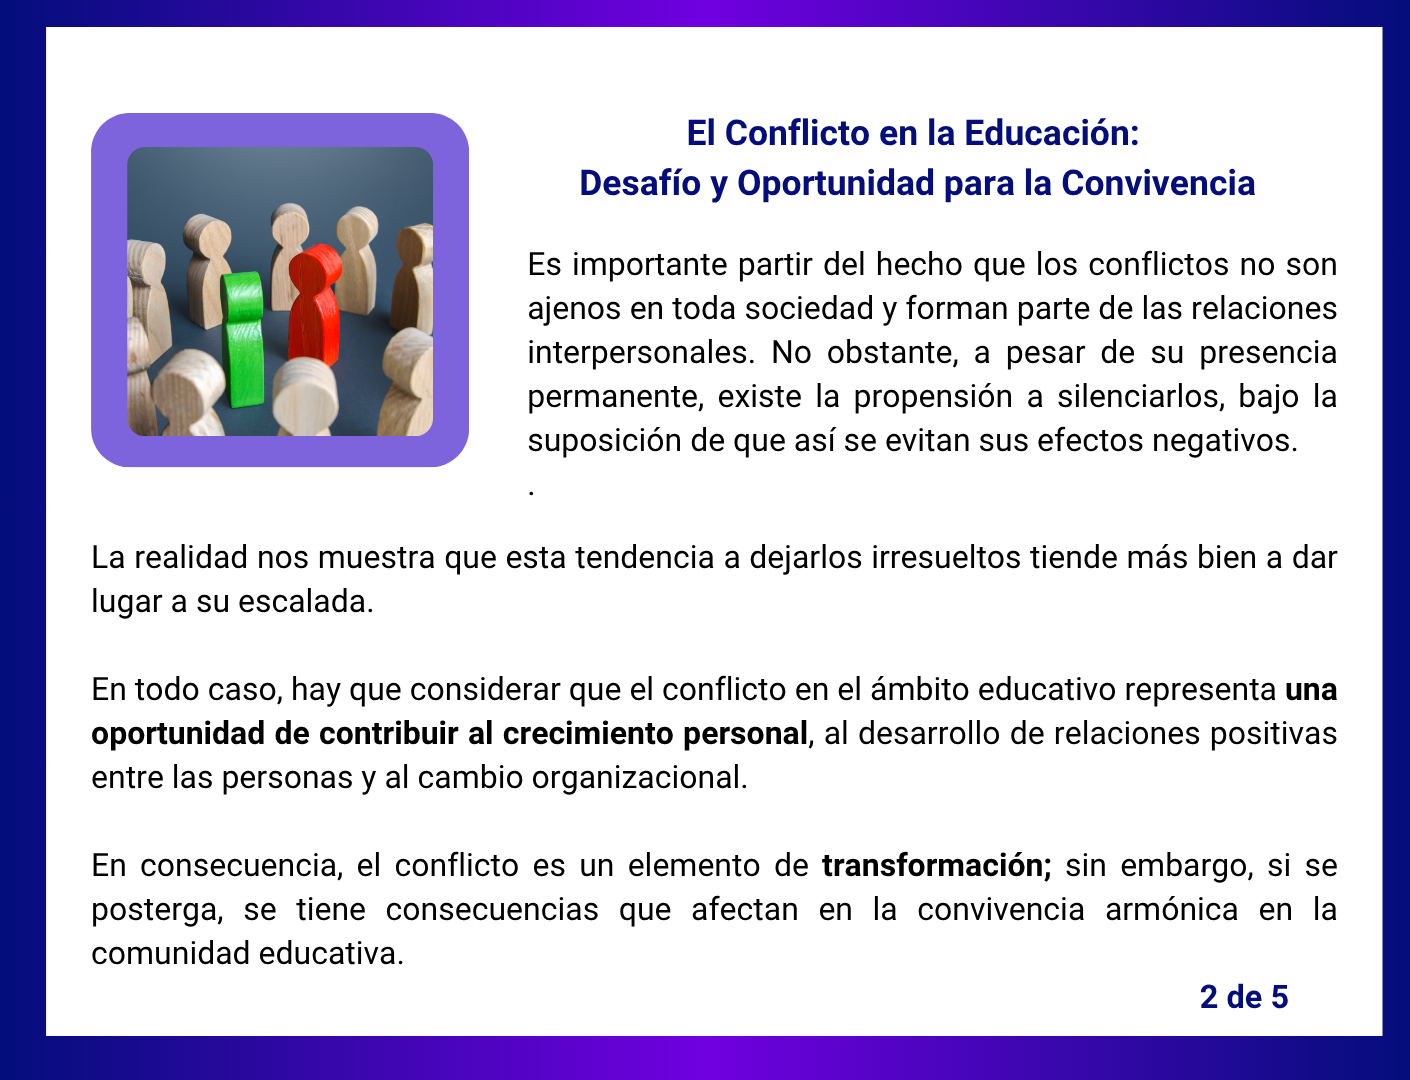 El Conflicto en la Educación:
Desafío y Oportunidad para la Convivencia
Es importante partir del hecho que los conflictos no son
ajenos en toda sociedad y forman parte de las relaciones
interpersonales. No obstante, a pesar de su presencia
permanente, existe la propensión a silenciarlos, bajo la
suposición de que así se evitan sus efectos negativos.
.
La realidad nos muestra que esta tendencia a dejarlos irresueltos tiende más bien a dar
lugar a su escalada.
En todo caso, hay que considerar que el conflicto en el ámbito educativo representa una
oportunidad de contribuir al crecimiento personal, al desarrollo de relaciones positivas
entre las personas y al cambio organizacional.
En consecuencia, el conflicto es un elemento de transformación; sin embargo, si se
posterga, se tiene consecuencias que afectan en la convivencia armónica en la
comunidad educativa.
2 de 5